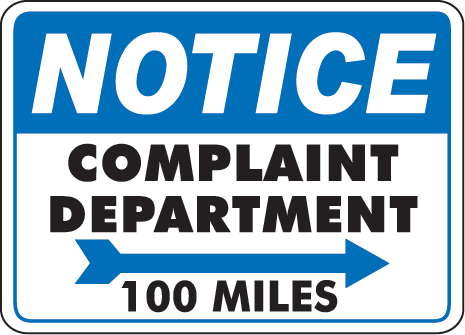 NOTICE
COMPLAINT
DEPARTMENT
100 MILES